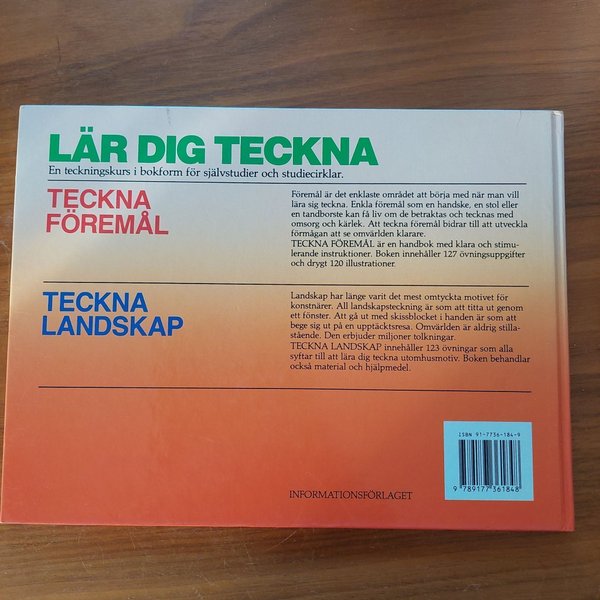 LÄR DIG TECKNA
En teckningskurs i bokform för självstudier och studiecirklar.
TECKNA
FÖREMÅL
Föremål är det enklaste området att börja med när man vill
lära sig teckna. Enkla föremål som en handske, en stol eller
en tandborste kan få liv om de betraktas och tecknas med
omsorg och kärlek. Att teckna föremål bidrar till att utveckla
förmågan att se omvärlden klarare.
TECKNA FÖREMÅL är en handbok med klara och stimu-
lerande instruktioner. Boken innehåller 127 övningsuppgifter
och drygt 120 illustrationer.
TECKNA
LANDSKAP
Landskap har länge varit det mest omtyckta motivet för
konstnärer. All landskapsteckning är som att titta ut genom
ett fönster. Att gå ut med skissblocket i handen är som att
bege sig ut på en upptäcktsresa. Omvärlden är aldrig stilla-
stående. Den erbjuder miljoner tolkningar.
TECKNA LANDSKAP innehåller 123 övningar som alla
syftar till att lära dig teckna utomhusmotiv. Boken behandlar
också material och hjälpmedel.
ISBN 91-7736-184-9
9 789177 361848
INFORMATIONSFÖRLAGET